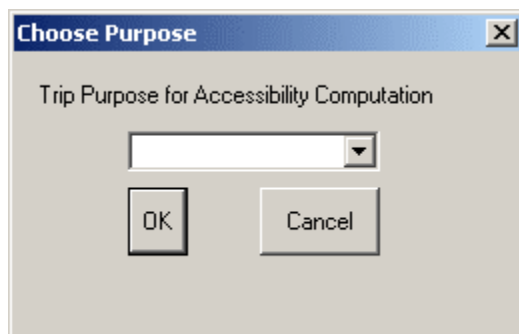 Choose Purpose
Trip Purpose for Accessibility Computation
OK
Cancel